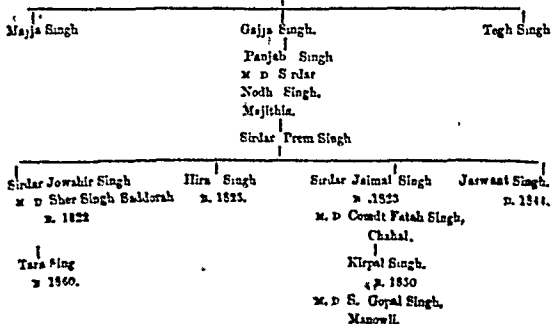 Majja Singh Gajja Singh. Tegh Singh
Panjab Singh
M D Sirdar
Nodh Singh.
Majithia.
Sirdar Prem Singh
Sirdar Jowahir Singh Hira Singh Sirdar Jaimal Singh Jaswant Singh.
M D Sher Singh Saddorah B. 1823. B .1823 D. 1844.
B. 1822 M. D Comdt Fatah Singh,
Chahal.
Tara Sing Kirpal Singh.
B 1860. B. 1850
M. D S. Gopal Singh,
Manowli.